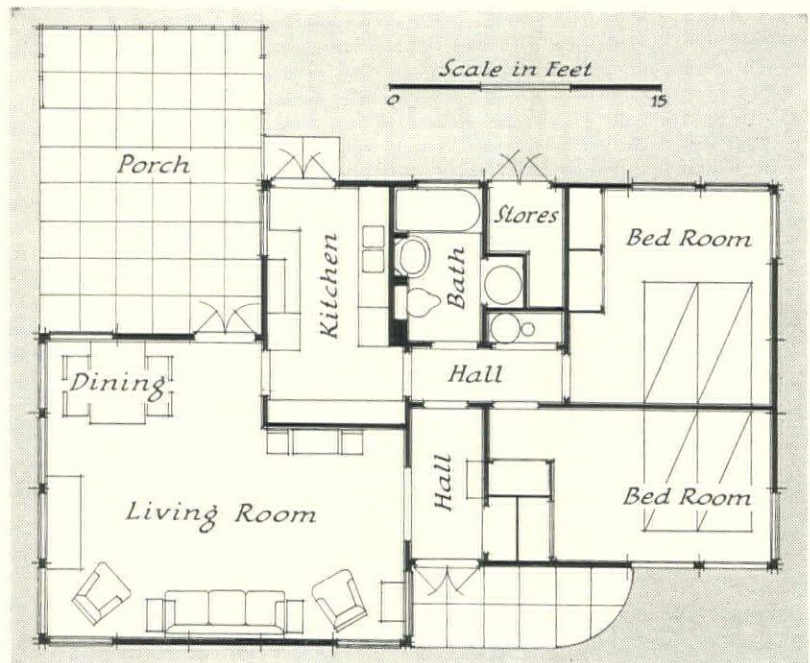 Scale in Feet
0 15
Porch
Stores
Bed Room
Kitchen
Bath
Dining
Hall
Hall
Bed Room
Living Room